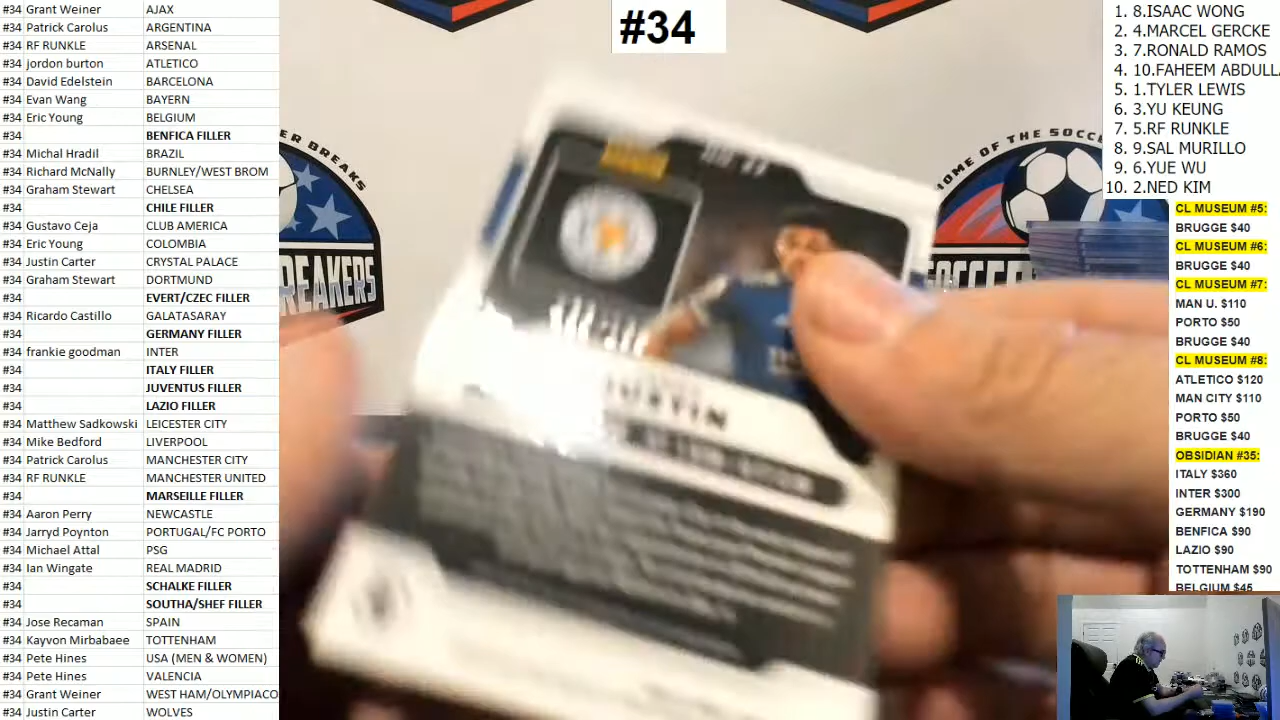 #34 Grant Weiner AJAX
#34 Patrick Carolus ARGENTINA
#34 RF RUNKLE ARSENAL
#34 jordon burton ATLETICO
#34 David Edelstein BARCELONA
#34 Evan Wang BAYERN
#34 Eric Young BELGIUM
#34 BENFICA FILLER
#34 Michal Hradil BRAZIL
#34 Richard McNally BURNLEY/WEST BROM
#34 Graham Stewart CHELSEA
#34 CHILE FILLER
#34 Gustavo Ceja CLUB AMERICA
#34 Eric Young COLOMBIA
#34 Justin Carter CRYSTAL PALACE
#34 Graham Stewart DORTMUND
#34 EVERT/CZEC FILLER
#34 Ricardo Castillo GALATASARAY
#34 GERMANY FILLER
#34 frankie goodman INTER
#34 ITALY FILLER
#34 JUVENTUS FILLER
#34 LAZIO FILLER
#34 Matthew Sadkowski LEICESTER CITY
#34 Mike Bedford LIVERPOOL
#34 Patrick Carolus MANCHESTER CITY
#34 RF RUNKLE MANCHESTER UNITED
#34 MARSEILLE FILLER
#34 Aaron Perry NEWCASTLE
#34 Jarryd Poynton PORTUGAL/FC PORTO
#34 Michael Attal PSG
#34 Ian Wingate REAL MADRID
#34 SCHALKE FILLER
#34 SOUTHA/SHEF FILLER
#34 Jose Recaman SPAIN
#34 Kayvon Mirbabaee TOTTENHAM
#34 Pete Hines USA (MEN & WOMEN)
#34 Pete Hines VALENCIA
#34 Grant Weiner WEST HAM/OLYMPIACO
#34 Justin Carter WOLVES
#34
ER BREAKS
BREAKERS
JUSTIN
HOME OF THE SOCCE
SOCCE
1. 8.ISAAC WONG
2. 4.MARCEL GERCKE
3. 7.RONALD RAMOS
4. 10.FAHEEM ABDULL
5. 1.TYLER LEWIS
6. 3.YU KEUNG
7. 5.RF RUNKLE
8. 9.SAL MURILLO
9. 6.YUE WU
10. 2.NED KIM
CL MUSEUM #5:
BRUGGE $40
CL MUSEUM #6:
BRUGGE $40
CL MUSEUM #7:
MAN U. $110
PORTO $50
BRUGGE $40
CL MUSEUM #8:
ATLETICO $120
MAN CITY $110
PORTO $50
BRUGGE $40
OBSIDIAN #35:
ITALY $360
INTER $300
GERMANY $190
BENFICA $90
LAZIO $90
TOTTENHAM $90
BELGIUM $45